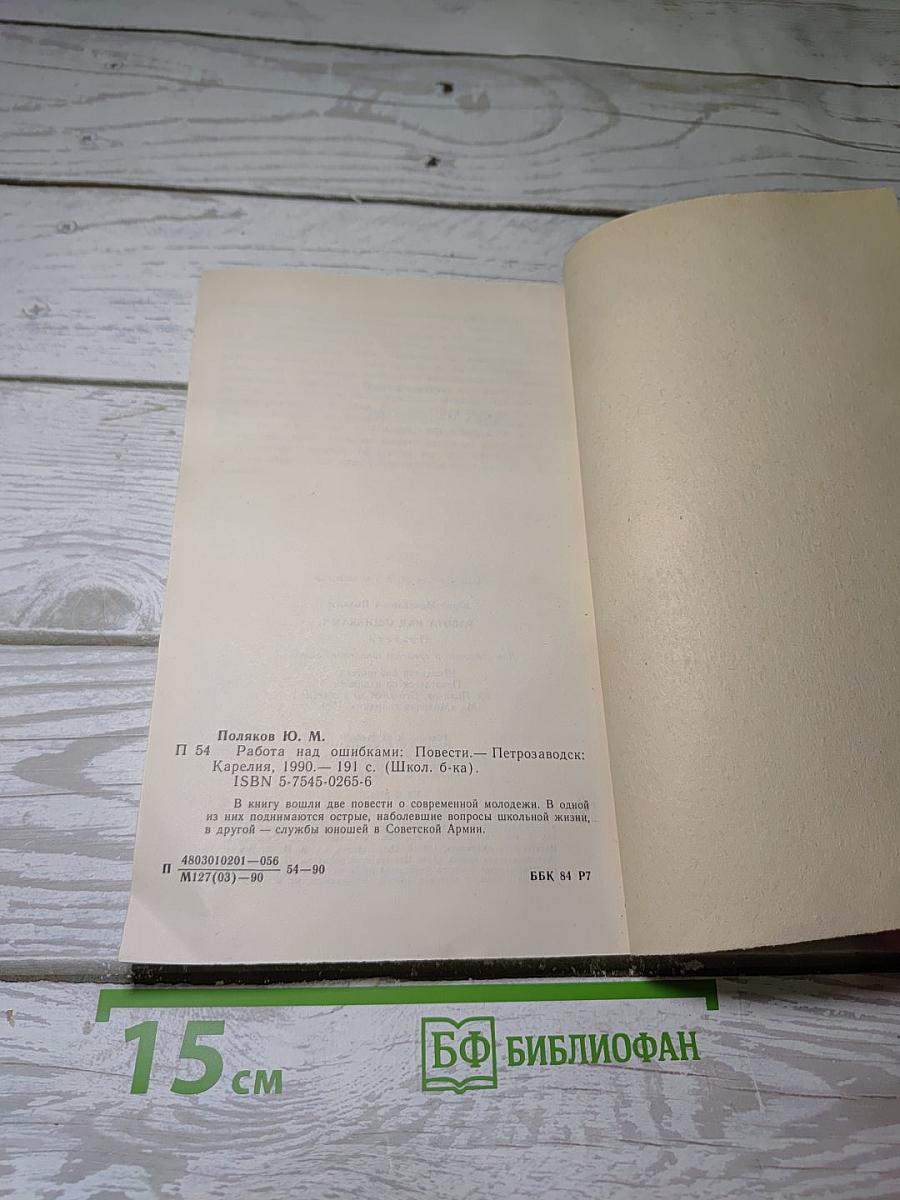 Поляков Ю. М.
П 54 Работа над ошибками: Повести.— Петрозаводск:
Карелия, 1990.— 191 с. (Школ. б-ка).
ISBN 5-7545-0265-6
В книгу вошли две повести о современной молодежи. В одной
из них поднимаются острые, наболевшие вопросы школьной жизни,
в другой — службы юношей в Советской Армии.
П 4803010201—056 54—90
М127(03)—90
ББК 84 Р7
15 см
БФ БИБЛИОФАН